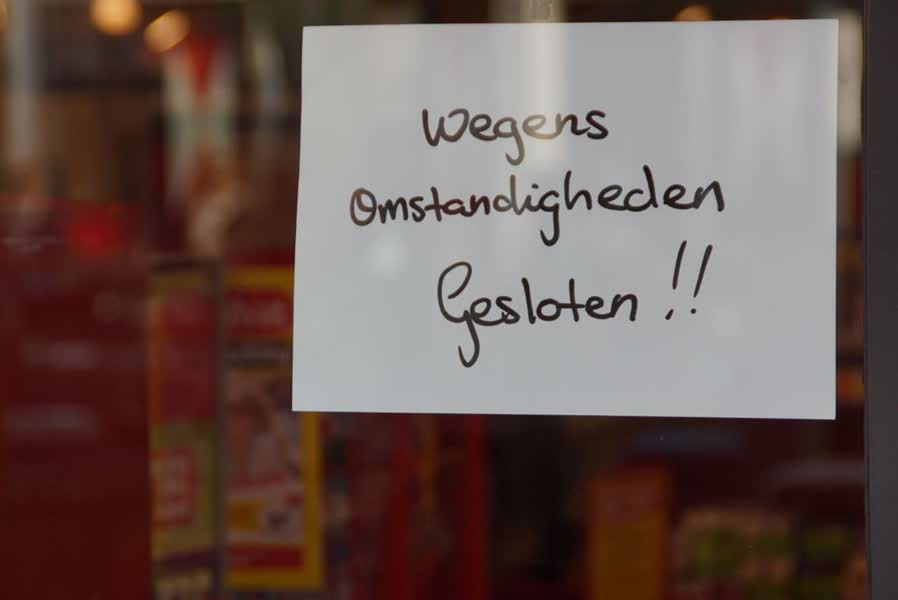 Wegens
Omstandigheden
Gesloten !!